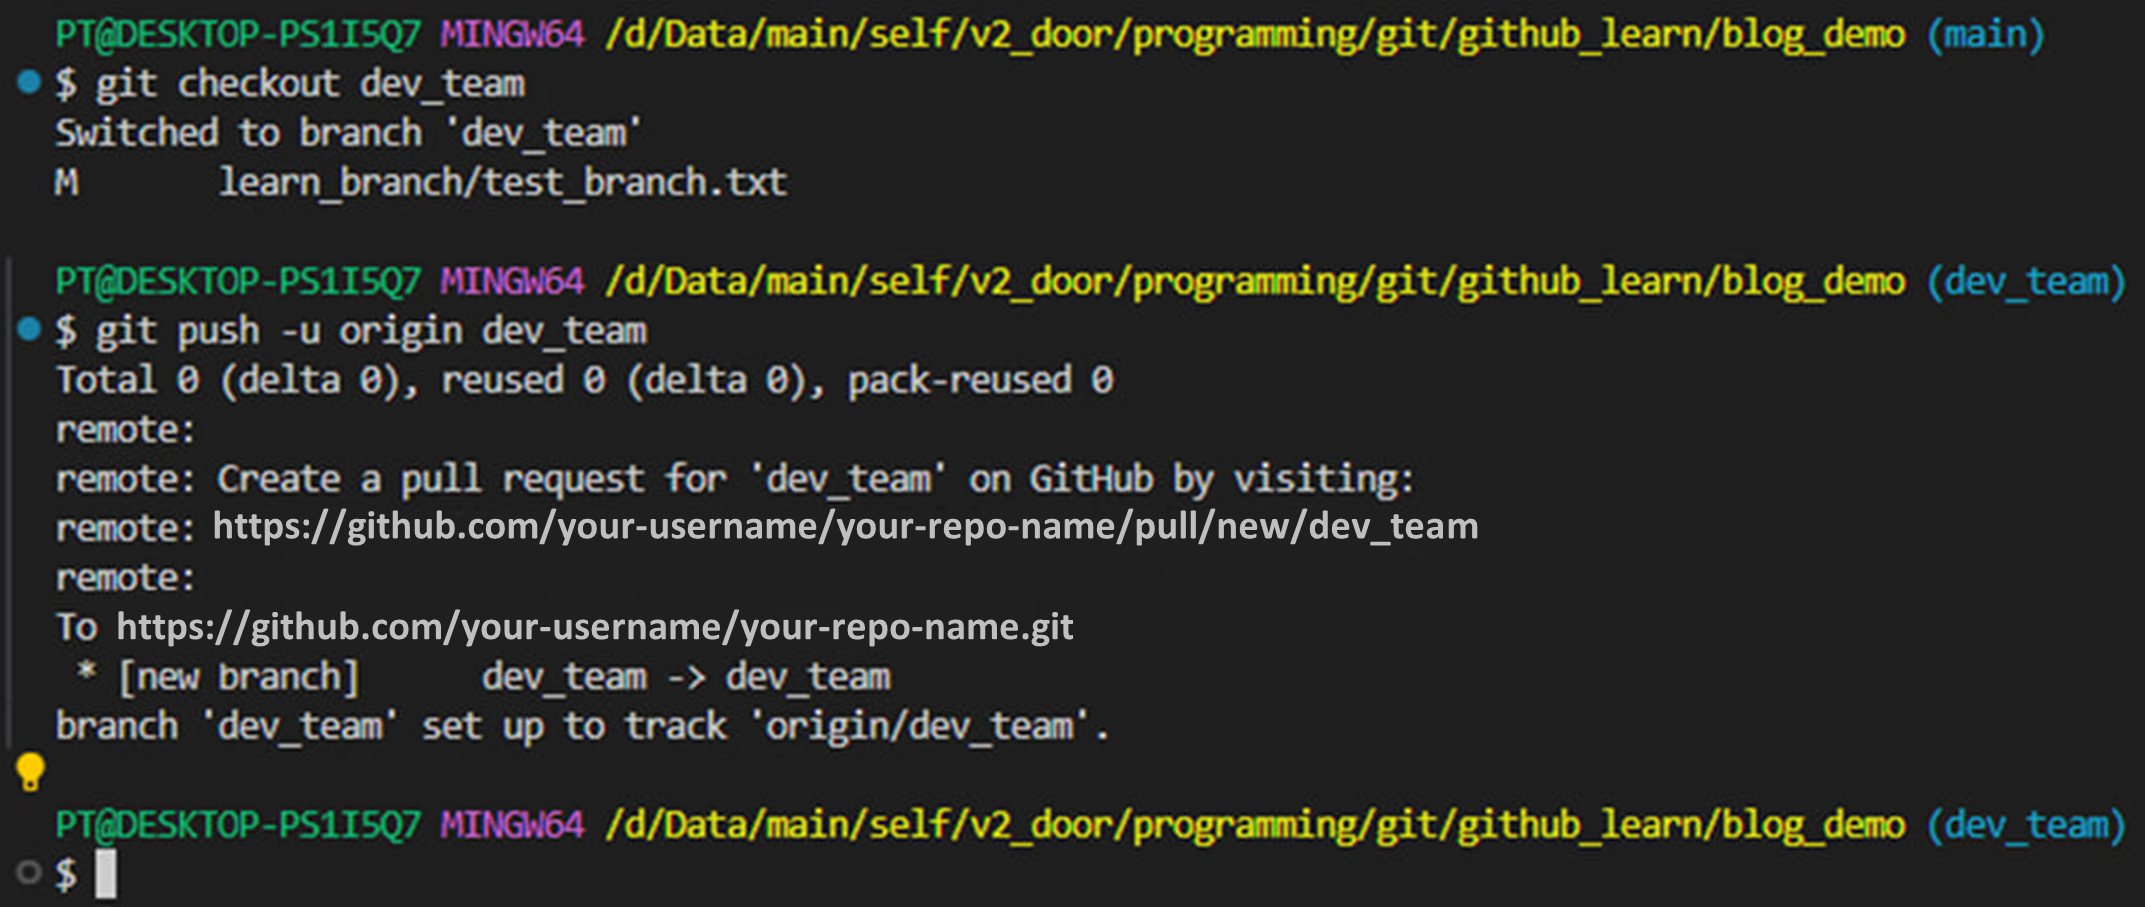 PT@DESKTOP-PS1I5Q7 MINGW64 /d/Data/main/self/v2_door/programming/git/github_learn/blog_demo (main)
$ git checkout dev_team
Switched to branch 'dev_team'
M       learn_branch/test_branch.txt
PT@DESKTOP-PS1I5Q7 MINGW64 /d/Data/main/self/v2_door/programming/git/github_learn/blog_demo (dev_team)
$ git push -u origin dev_team
Total 0 (delta 0), reused 0 (delta 0), pack-reused 0
remote:
remote: Create a pull request for 'dev_team' on GitHub by visiting:
remote: https://github.com/your-username/your-repo-name/pull/new/dev_team
remote:
To https://github.com/your-username/your-repo-name.git
 * [new branch]      dev_team -> dev_team
branch 'dev_team' set up to track 'origin/dev_team'.
PT@DESKTOP-PS1I5Q7 MINGW64 /d/Data/main/self/v2_door/programming/git/github_learn/blog_demo (dev_team)
$